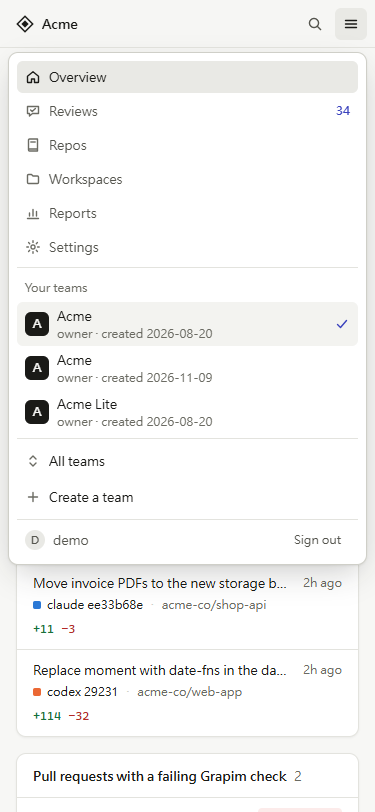 Acme
Overview
Reviews 34
Repos
Workspaces
Reports
Settings
Your teams
A Acme
owner · created 2026-08-20
A Acme
owner · created 2026-11-09
A Acme Lite
owner · created 2026-08-20
All teams
Create a team
D demo Sign out
Move invoice PDFs to the new storage b... 2h ago
claude ee33b68e · acme-co/shop-api
+11 −3
Replace moment with date-fns in the da... 2h ago
codex 29231 · acme-co/web-app
+114 −32
Pull requests with a failing Grapim check 2